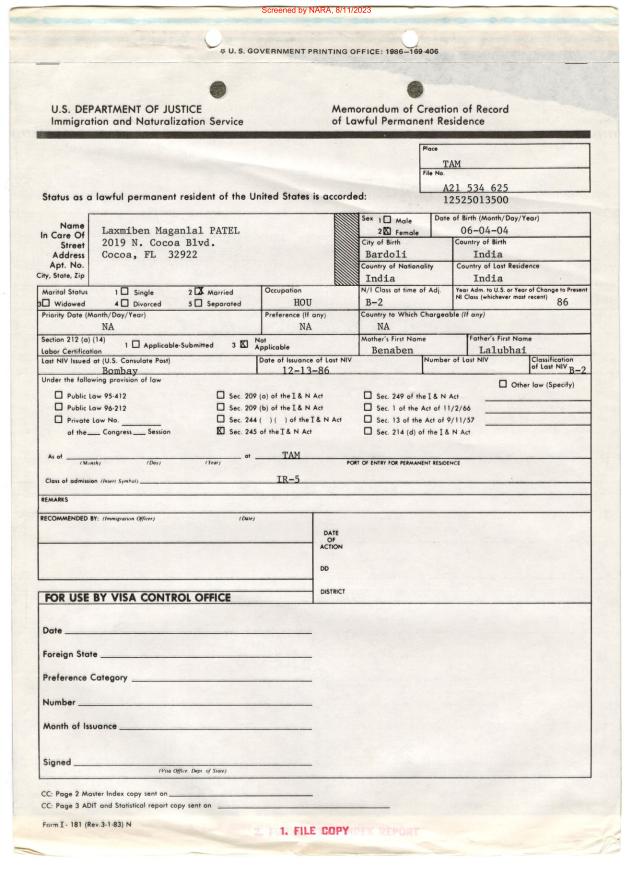 Screened by NARA, 8/11/2023
☆ U. S. GOVERNMENT PRINTING OFFICE: 1986—169-406
U.S. DEPARTMENT OF JUSTICE
Immigration and Naturalization Service
Memorandum of Creation of Record
of Lawful Permanent Residence
Place
TAM
File No.
A21 534 625
12525013500
Status as a lawful permanent resident of the United States is accorded:
Name
In Care Of
Street
Address
Apt. No.
City, State, Zip
Laxmiben Maganlal PATEL
2019 N. Cocoa Blvd.
Cocoa, FL 32922
Sex 1 ☐ Male
2 ☒ Female
Date of Birth (Month/Day/Year)
06-04-04
City of Birth
Bardoli
Country of Birth
India
Country of Nationality
India
Country of Last Residence
India
Marital Status 1 ☐ Single 2 ☒ Married
3 ☐ Widowed 4 ☐ Divorced 5 ☐ Separated
Occupation
HOU
N/I Class at time of Adj.
B-2
Year Adm. to U.S. or Year of Change to Present
NI Class (whichever most recent) 86
Priority Date (Month/Day/Year)
NA
Preference (If any)
NA
Country to Which Chargeable (If any)
NA
Section 212 (a) (14)
Labor Certification
1 ☐ Applicable-Submitted 3 ☒ Not Applicable
Mother's First Name
Benaben
Father's First Name
Lalubhai
Last NIV Issued at (U.S. Consulate Post)
Bombay
Date of Issuance of Last NIV
12-13-86
Number of Last NIV
Classification
of Last NIV B-2
Under the following provision of law
☐ Other law (Specify)
☐ Public Law 95-412 ☐ Sec. 209 (a) of the I & N Act ☐ Sec. 249 of the I & N Act
☐ Public Law 96-212 ☐ Sec. 209 (b) of the I & N Act ☐ Sec. 1 of the Act of 11/2/66
☐ Private Law No. ☐ Sec. 244 ( ) ( ) of the I & N Act ☐ Sec. 13 of the Act of 9/11/57
of the Congress, Session ☒ Sec. 245 of the I & N Act ☐ Sec. 214 (d) of the I & N Act
As of at TAM
(Month) (Day) (Year) PORT OF ENTRY FOR PERMANENT RESIDENCE
Class of admission (Insert Symbol) IR-5
REMARKS
RECOMMENDED BY: (Immigration Officer) (Date)
DATE
OF
ACTION
DD
DISTRICT
FOR USE BY VISA CONTROL OFFICE
Date
Foreign State
Preference Category
Number
Month of Issuance
Signed
(Visa Office, Dept. of State)
CC: Page 2 Master Index copy sent on
CC: Page 3 ADIT and Statistical report copy sent on
Form I - 181 (Rev. 3-1-83) N
1. FILE COPY